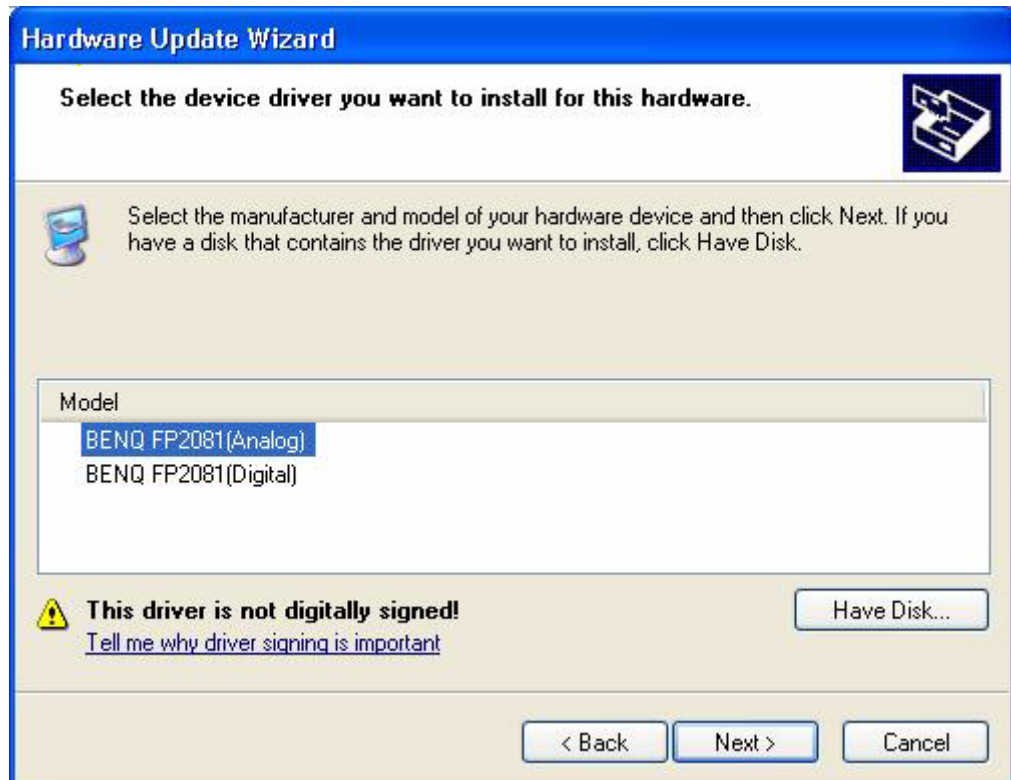 Hardware Update Wizard
Select the device driver you want to install for this hardware.
Select the manufacturer and model of your hardware device and then click Next. If you
have a disk that contains the driver you want to install, click Have Disk.
Model
BENQ FP2081(Analog)
BENQ FP2081(Digital)
This driver is not digitally signed!
Have Disk...
Tell me why driver signing is important
< Back
Next >
Cancel